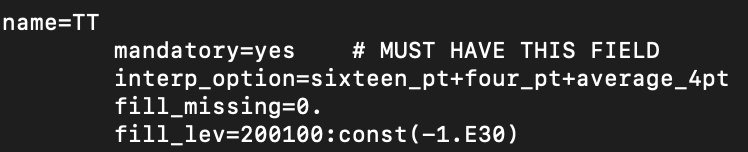 name=TT
mandatory=yes    # MUST HAVE THIS FIELD
interp_option=sixteen_pt+four_pt+average_4pt
fill_missing=0.
fill_lev=200100:const(-1.E30)